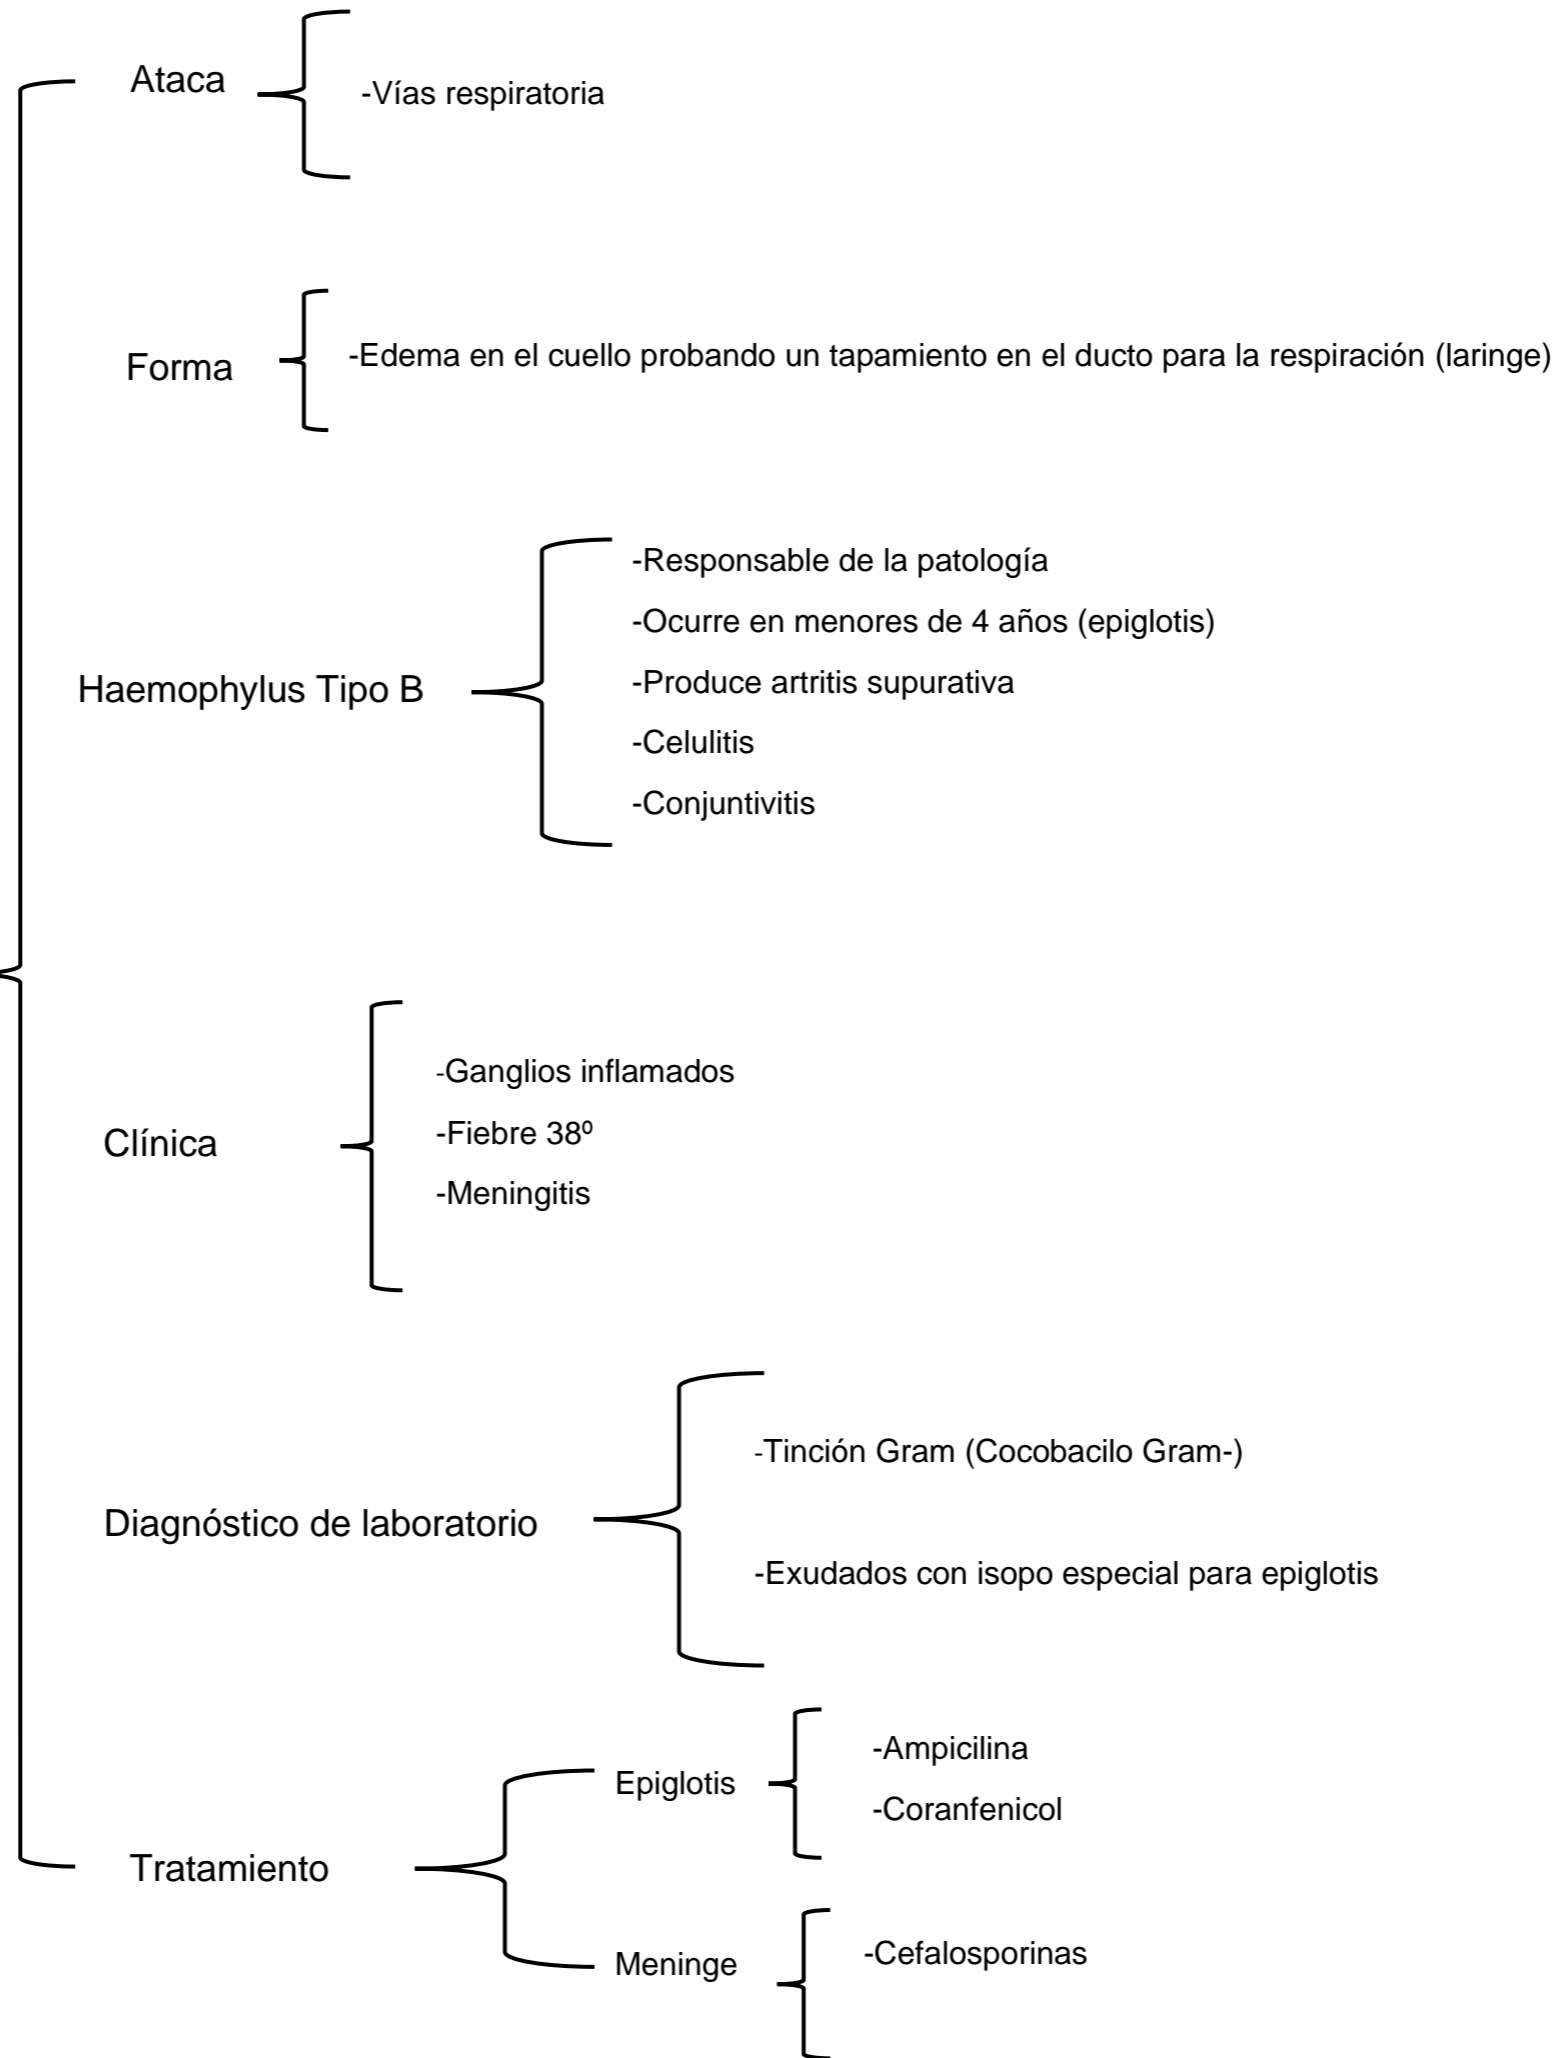 Ataca
-Vías respiratoria
Forma
-Edema en el cuello probando un tapamiento en el ducto para la respiración (laringe)
Haemophylus Tipo B
-Responsable de la patología
-Ocurre en menores de 4 años (epiglotis)
-Produce artritis supurativa
-Celulitis
-Conjuntivitis
Clínica
-Ganglios inflamados
-Fiebre 38º
-Meningitis
Diagnóstico de laboratorio
-Tinción Gram (Cocobacilo Gram-)
-Exudados con isopo especial para epiglotis
Tratamiento
Epiglotis
-Ampicilina
-Coranfenicol
Meninge
-Cefalosporinas